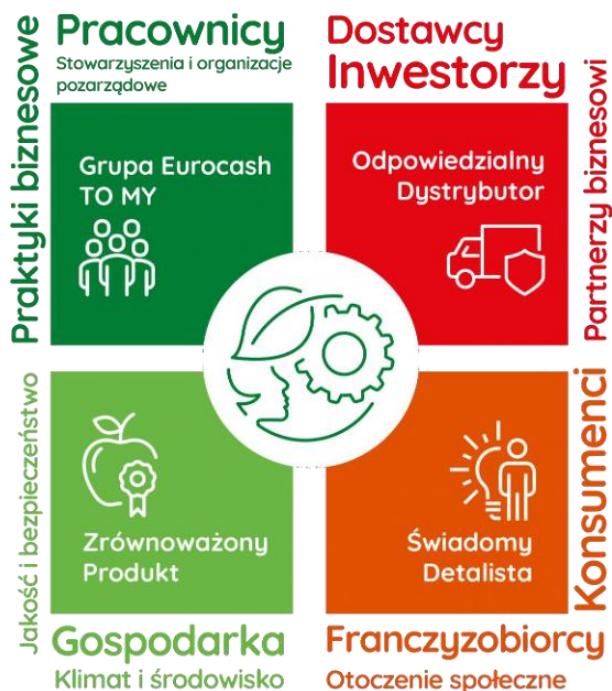 Praktyki biznesowe
Pracownicy
Stowarzyszenia i organizacje
pozarządowe
Grupa Eurocash
TO MY
Dostawcy
Inwestorzy
Partnerzy biznesowi
Odpowiedzialny
Dystrybutor
Jakość i bezpieczeństwo
Zrównoważony
Produkt
Gospodarka
Klimat i środowisko
Konsumenci
Świadomy
Detalista
Franczyzobiorcy
Otoczenie społeczne